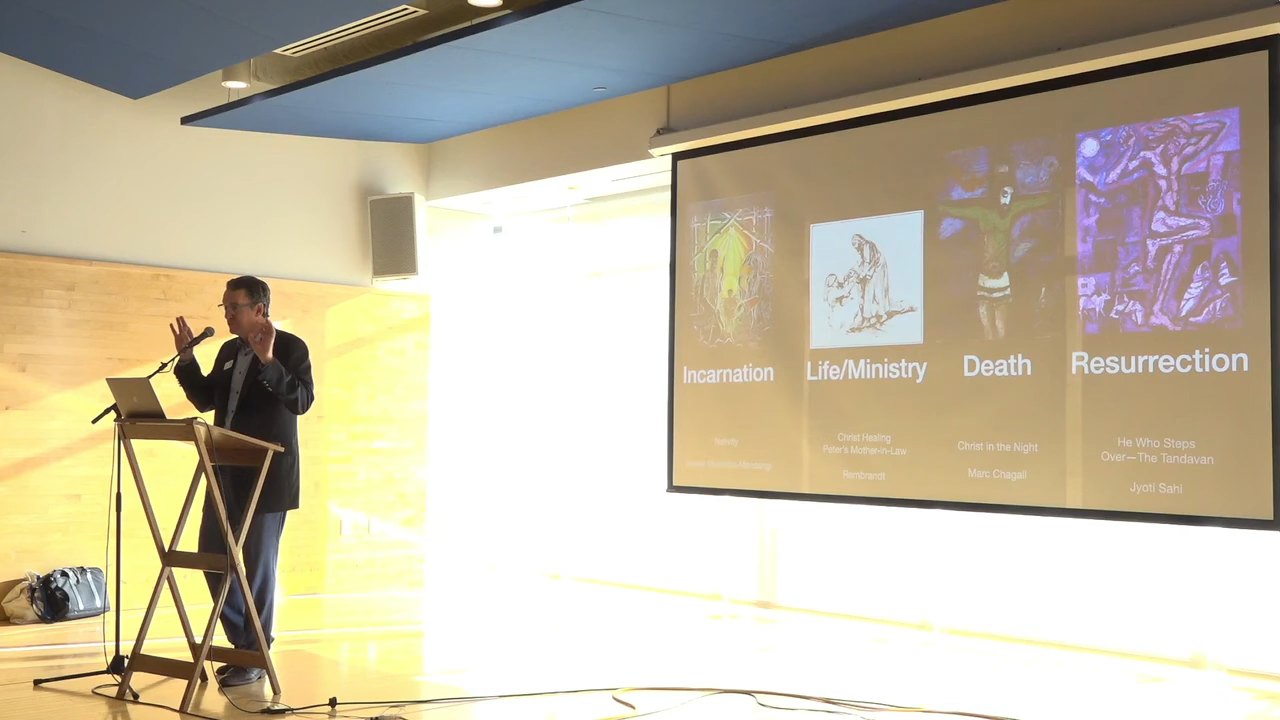 Incarnation
Life/Ministry
Death
Resurrection
Nativity
Christ Healing
Peter's Mother-in-Law
Rembrandt
Christ in the Night
Marc Chagall
He Who Steps
Over—The Tandavan
Jyoti Sahi